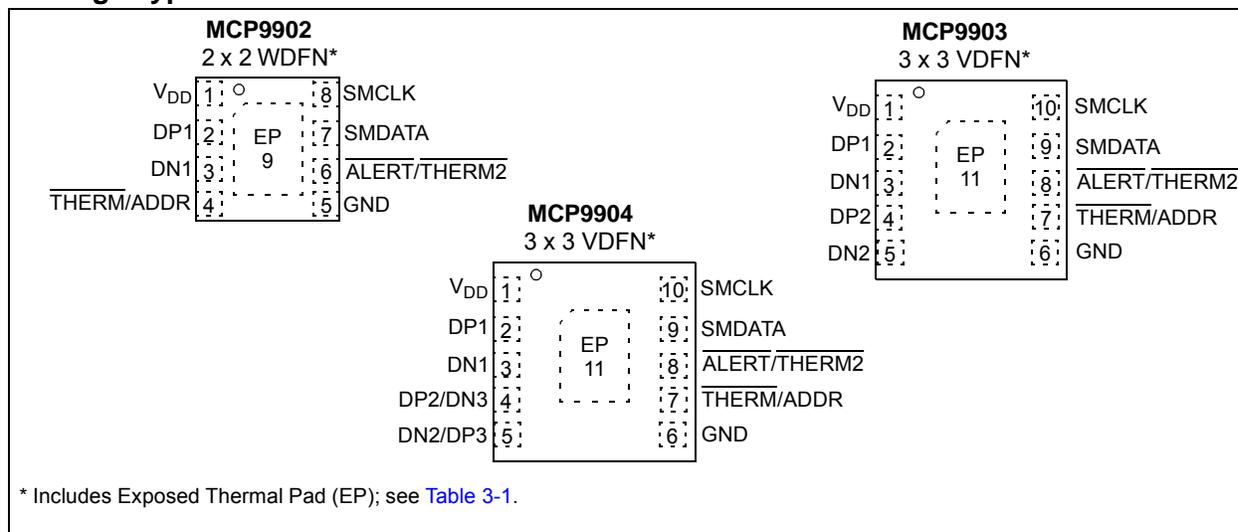 MCP9902
2 x 2 WDFN*
VDD 1 8 SMCLK
DP1 2 EP 7 SMDATA
DN1 3 9 6 ALERT/THERM2
THERM/ADDR 4 5 GND
MCP9903
3 x 3 VDFN*
VDD 1 10 SMCLK
DP1 2 EP 9 SMDATA
DN1 3 11 8 ALERT/THERM2
DP2 4 7 THERM/ADDR
DN2 5 6 GND
MCP9904
3 x 3 VDFN*
VDD 1 10 SMCLK
DP1 2 EP 9 SMDATA
DN1 3 11 8 ALERT/THERM2
DP2/DN3 4 7 THERM/ADDR
DN2/DP3 5 6 GND
* Includes Exposed Thermal Pad (EP); see Table 3-1.